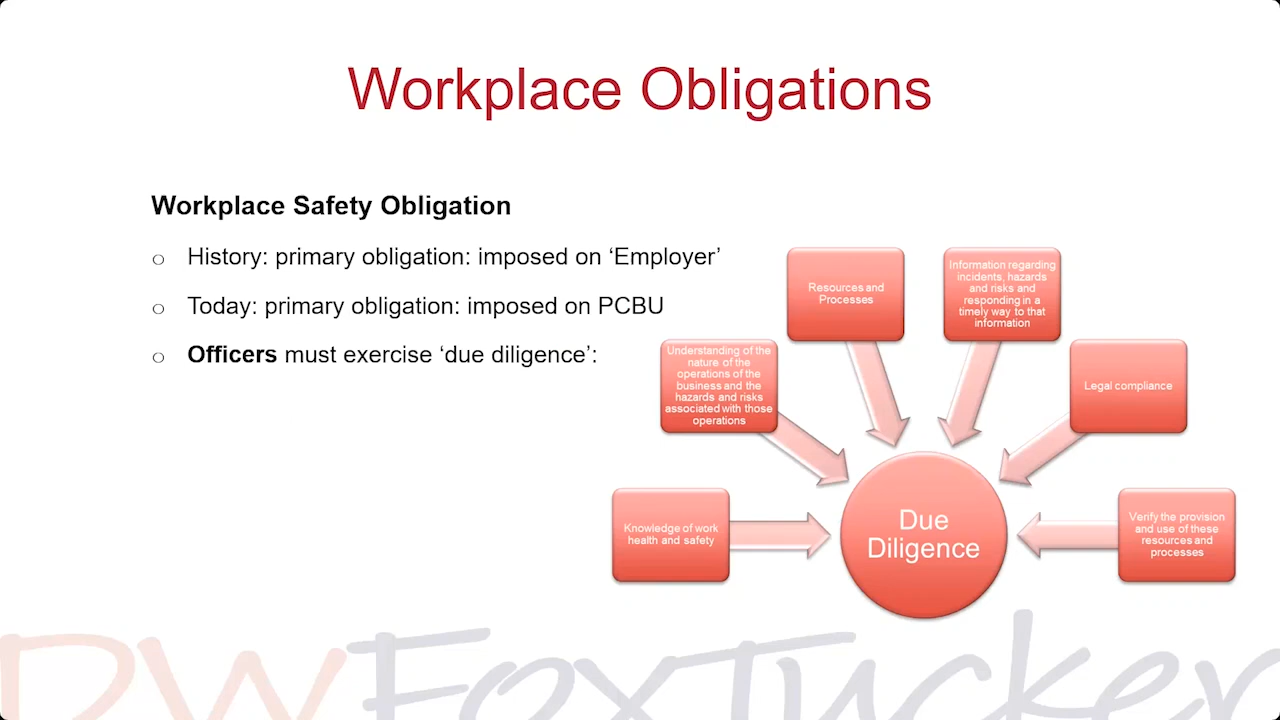 Workplace Obligations
Workplace Safety Obligation
o History: primary obligation: imposed on ‘Employer’
o Today: primary obligation: imposed on PCBU
o Officers must exercise ‘due diligence’:
Knowledge of work
health and safety
Understanding of the
nature of the
operations of the
business and the
hazards and risks
associated with those
operations
Resources and
Processes
Information regarding
incidents, hazards
and risks and
responding in a
timely way to that
information
Legal compliance
Verify the provision
and use of these
resources and
processes
Due
Diligence
DWFoxTucker